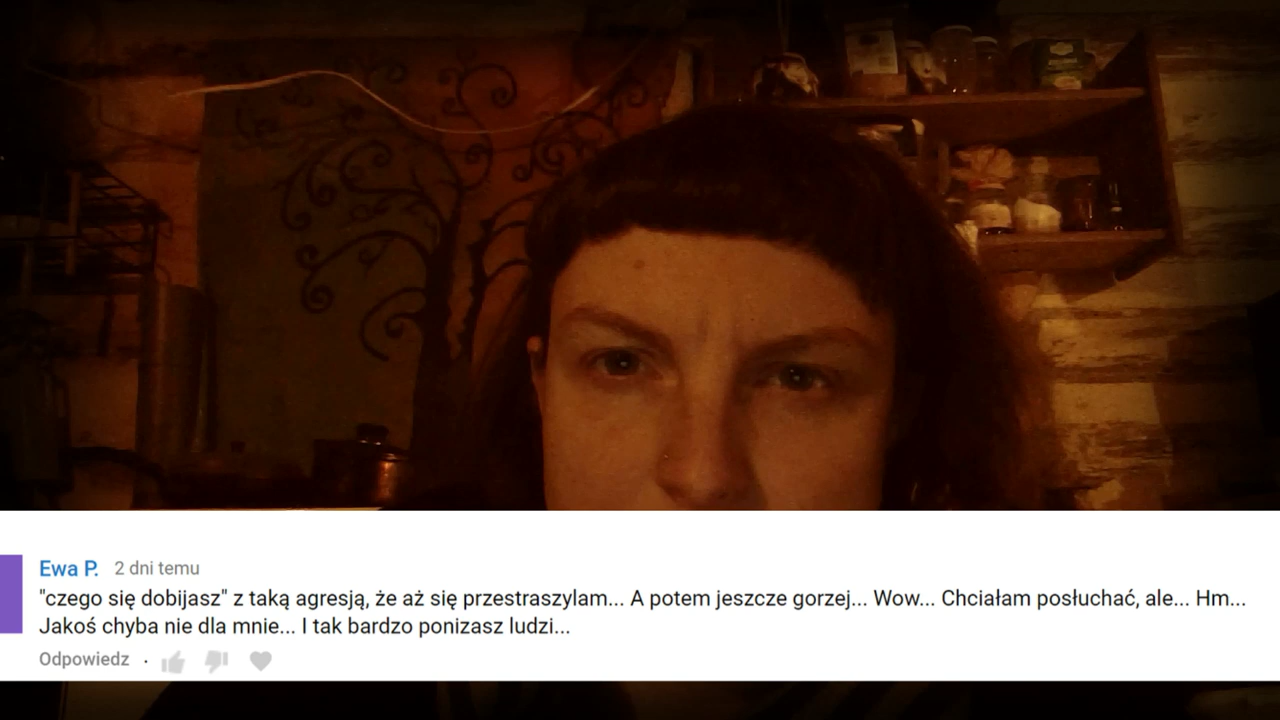 Ewa P. 2 dni temu
"czego się dobijasz" z taką agresją, że aż się przestraszylam... A potem jeszcze gorzej... Wow... Chciałam posłuchać, ale... Hm...
Jakoś chyba nie dla mnie... I tak bardzo ponizasz ludzi...
Odpowiedz ·